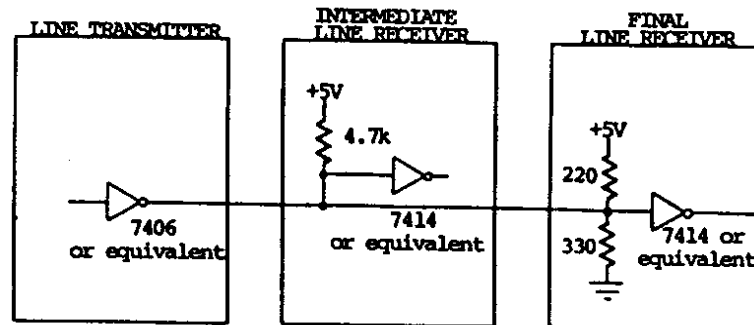 LINE TRANSMITTER
INTERMEDIATE
LINE RECEIVER
FINAL
LINE RECEIVER
+5V
4.7k
7406
or equivalent
7414
or equivalent
+5V
220
330
7414 or
equivalent